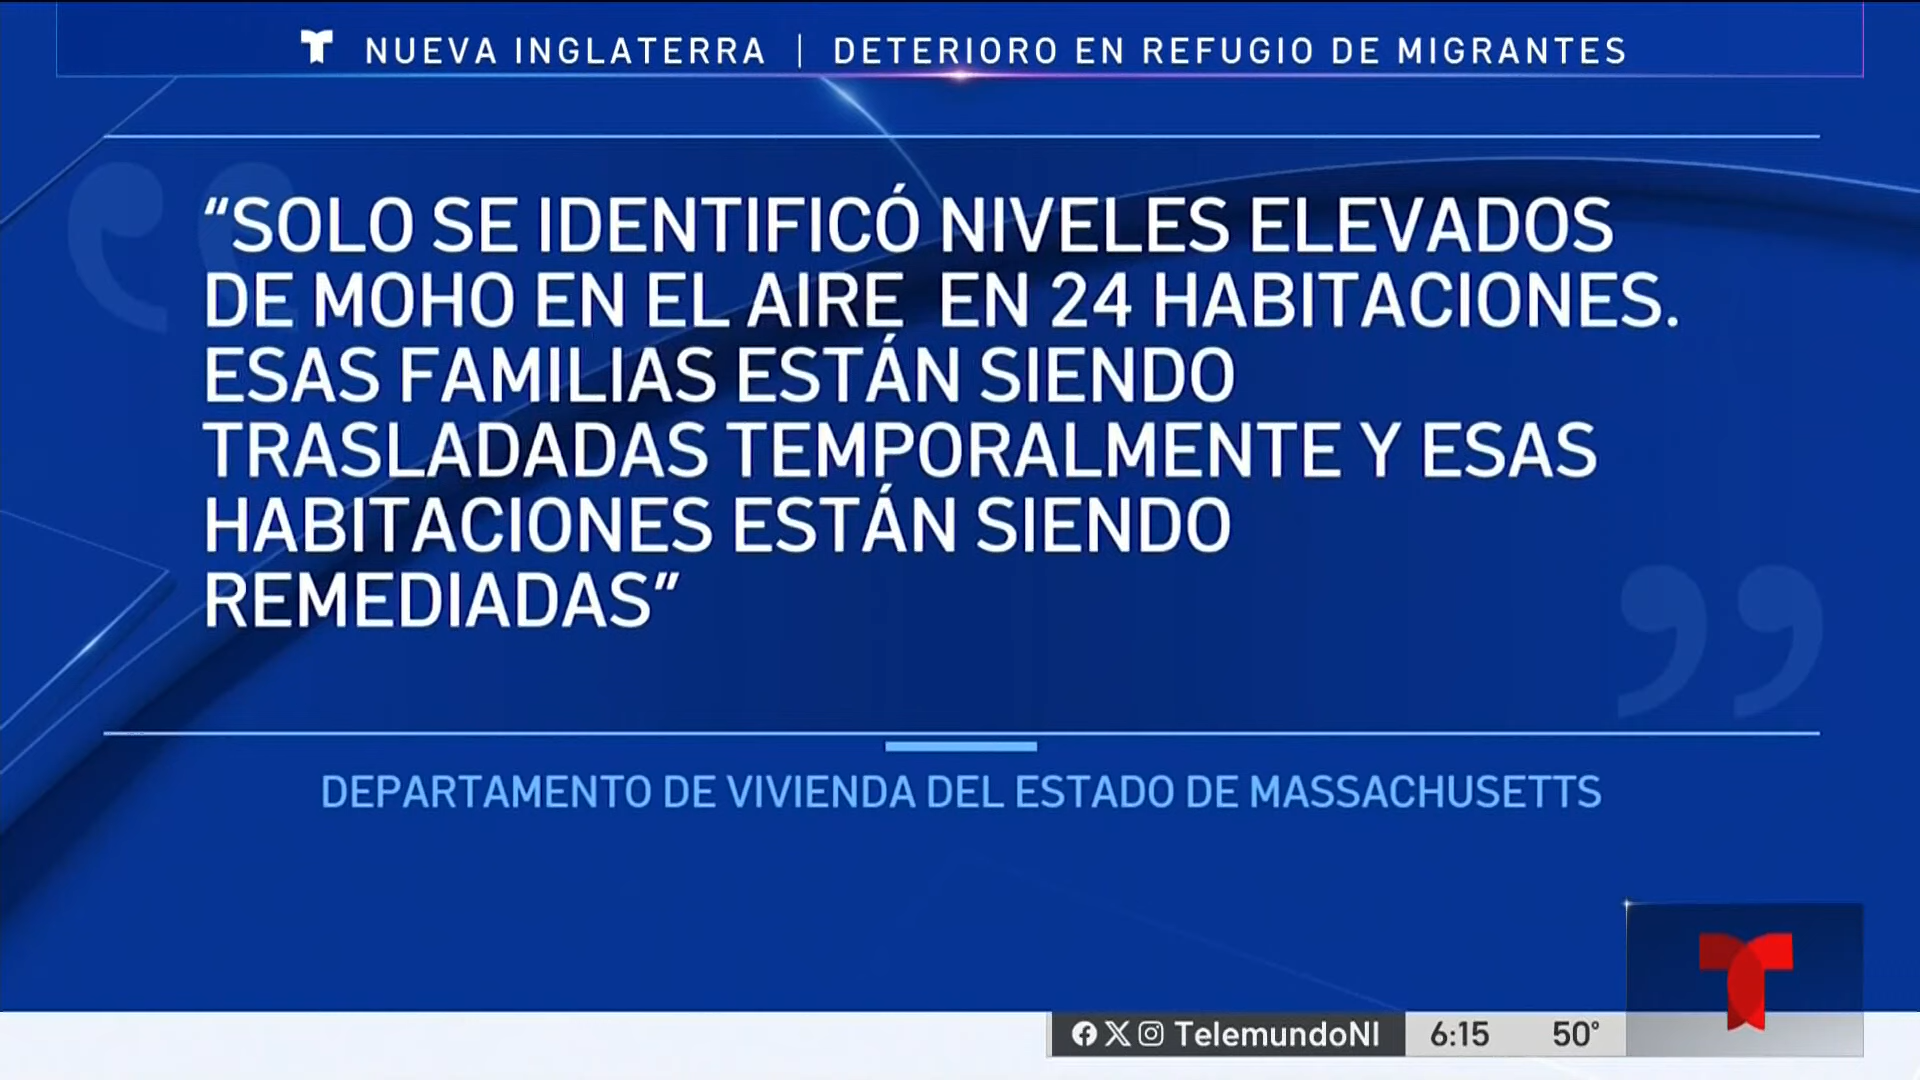 NUEVA INGLATERRA | DETERIORO EN REFUGIO DE MIGRANTES
“SOLO SE IDENTIFICÓ NIVELES ELEVADOS
DE MOHO EN EL AIRE EN 24 HABITACIONES.
ESAS FAMILIAS ESTÁN SIENDO
TRASLADADAS TEMPORALMENTE Y ESAS
HABITACIONES ESTÁN SIENDO
REMEDIADAS”
DEPARTAMENTO DE VIVIENDA DEL ESTADO DE MASSACHUSETTS
TelemundoNI 6:15 50°